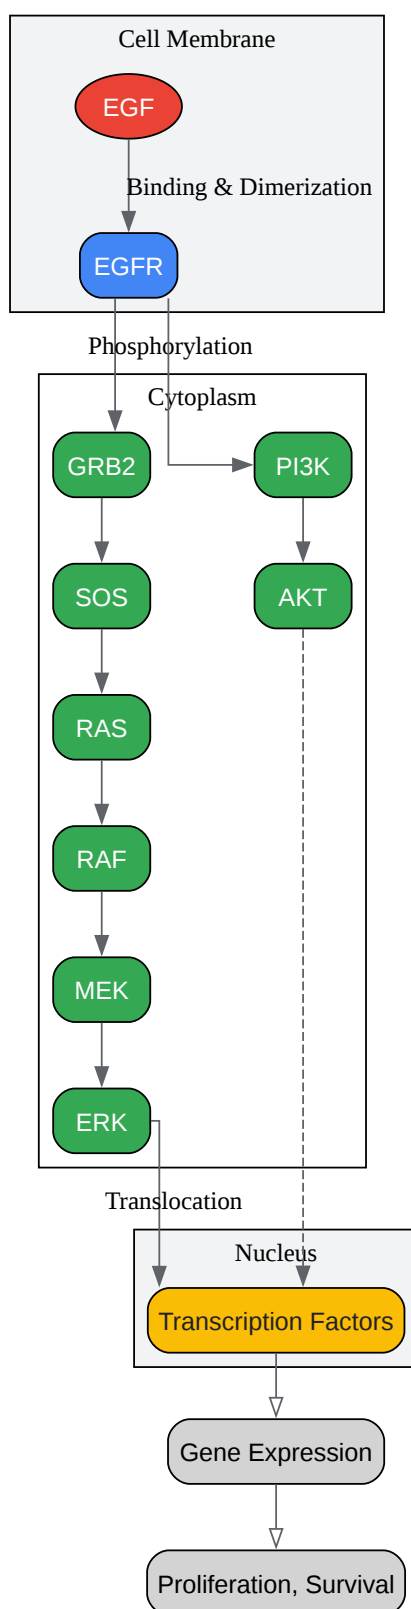 Cell Membrane
EGF
Binding & Dimerization
EGFR
Phosphorylation
Cytoplasm
GRB2
PI3K
SOS
AKT
RAS
RAF
MEK
ERK
Translocation
Nucleus
Transcription Factors
Gene Expression
Proliferation, Survival